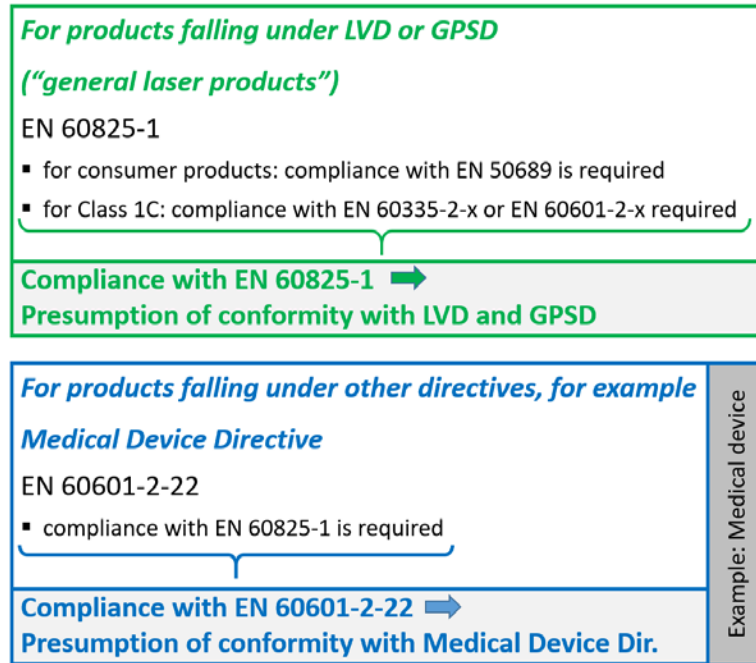 For products falling under LVD or GPSD
(“general laser products”)
EN 60825-1
▪ for consumer products: compliance with EN 50689 is required
▪ for Class 1C: compliance with EN 60335-2-x or EN 60601-2-x required
Compliance with EN 60825-1 ➡
Presumption of conformity with LVD and GPSD
For products falling under other directives, for example
Medical Device Directive
EN 60601-2-22
▪ compliance with EN 60825-1 is required
Compliance with EN 60601-2-22 ➡
Presumption of conformity with Medical Device Dir.
Example: Medical device